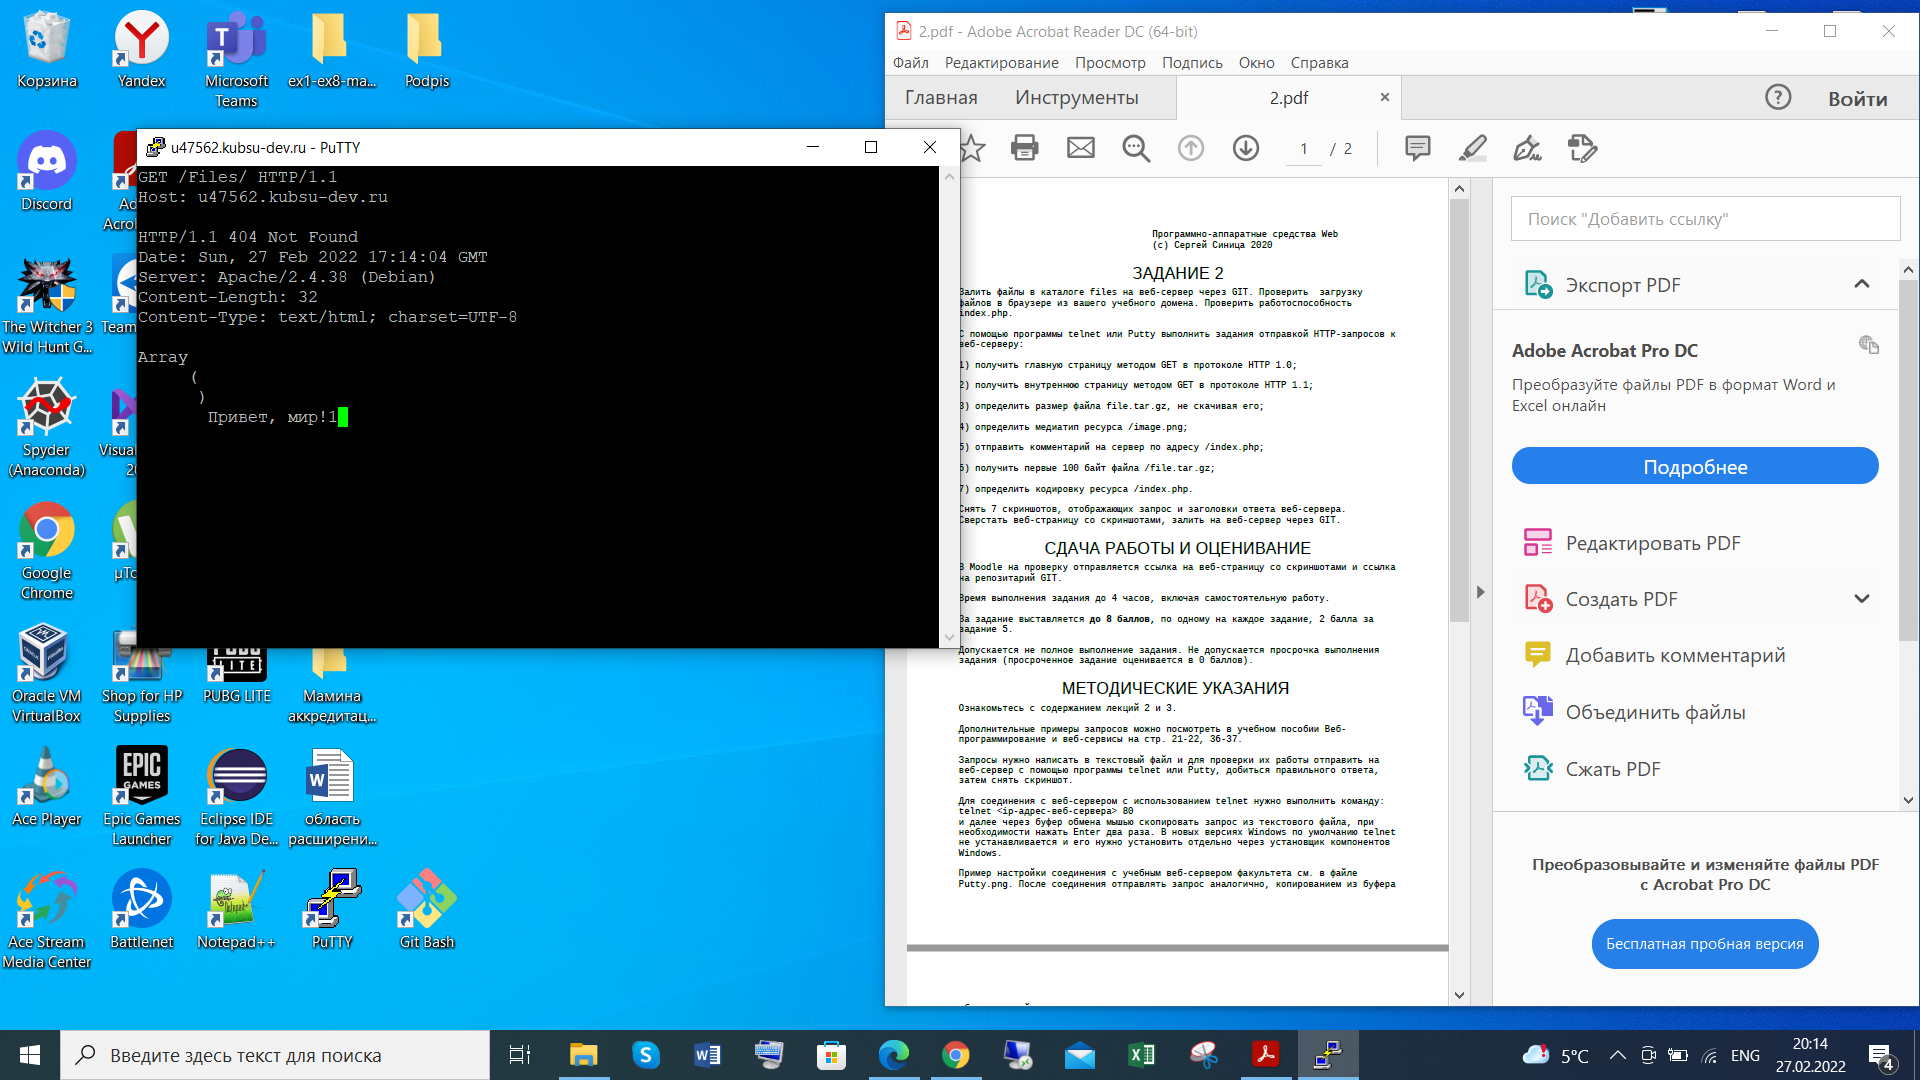 Корзина
Yandex
Microsoft
Teams
ex1-ex8-ma...
Podpis
Discord
The Witcher 3
Wild Hunt G...
Spyder
(Anaconda)
Google
Chrome
Oracle VM
VirtualBox
Shop for HP
Supplies
PUBG LITE
Мамина
аккредитац...
Ace Player
EPIC
GAMES
Epic Games
Launcher
Eclipse IDE
for Java De...
область
расширени...
Ace Stream
Media Center
Battle.net
Notepad++
PuTTY
Git Bash
u47562.kubsu-dev.ru - PuTTY
GET /Files/ HTTP/1.1
Host: u47562.kubsu-dev.ru
HTTP/1.1 404 Not Found
Date: Sun, 27 Feb 2022 17:14:04 GMT
Server: Apache/2.4.38 (Debian)
Content-Length: 32
Content-Type: text/html; charset=UTF-8
Array
(
)
Привет, мир!1
2.pdf - Adobe Acrobat Reader DC (64-bit)
Файл Редактирование Просмотр Подпись Окно Справка
Главная Инструменты 2.pdf × Войти
1 / 2
Программно-аппаратные средства Web
(c) Сергей Синица 2020
ЗАДАНИЕ 2
Залить файлы в каталоге files на веб-сервер через GIT. Проверить загрузку
файлов в браузере из вашего учебного домена. Проверить работоспособность
index.php.
С помощью программы telnet или Putty выполнить задания отправкой HTTP-запросов к
веб-серверу:
1) получить главную страницу методом GET в протоколе HTTP 1.0;
2) получить внутреннюю страницу методом GET в протоколе HTTP 1.1;
3) определить размер файла file.tar.gz, не скачивая его;
4) определить медиатип ресурса /image.png;
5) отправить комментарий на сервер по адресу /index.php;
6) получить первые 100 байт файла /file.tar.gz;
7) определить кодировку ресурса /index.php.
Снять 7 скриншотов, отображающих запрос и заголовки ответа веб-сервера.
Сверстать веб-страницу со скриншотами, залить на веб-сервер через GIT.
СДАЧА РАБОТЫ И ОЦЕНИВАНИЕ
В Moodle на проверку отправляется ссылка на веб-страницу со скриншотами и ссылка
на репозитарий GIT.
Время выполнения задания до 4 часов, включая самостоятельную работу.
За задание выставляется до 8 баллов, по одному на каждое задание, 2 балла за
задание 5.
Допускается не полное выполнение задания. Не допускается просрочка выполнения
задания (просроченное задание оценивается в 0 баллов).
МЕТОДИЧЕСКИЕ УКАЗАНИЯ
Ознакомьтесь с содержанием лекций 2 и 3.
Дополнительные примеры запросов можно посмотреть в учебном пособии Веб-
программирование и веб-сервисы на стр. 21-22, 36-37.
Запросы нужно написать в текстовый файл и для проверки их работы отправить на
веб-сервер с помощью программы telnet или Putty, добиться правильного ответа,
затем снять скриншот.
Для соединения с веб-сервером с использованием telnet нужно выполнить команду:
telnet <ip-адрес-веб-сервера> 80
и далее через буфер обмена мышью скопировать запрос из текстового файла, при
необходимости нажать Enter два раза. В новых версиях Windows по умолчанию telnet
не устанавливается и его нужно установить отдельно через установщик компонентов
Windows.
Пример настройки соединения с учебным веб-сервером факультета см. в файле
Putty.png. После соединения отправлять запрос аналогично, копированием из буфера
Поиск "Добавить ссылку"
Экспорт PDF
Adobe Acrobat Pro DC
Преобразуйте файлы PDF в формат Word и
Excel онлайн
Подробнее
Редактировать PDF
Создать PDF
Добавить комментарий
Объединить файлы
Сжать PDF
Преобразовывайте и изменяйте файлы PDF
с Acrobat Pro DC
Бесплатная пробная версия
Введите здесь текст для поиска
5°C
ENG
20:14
27.02.2022
4